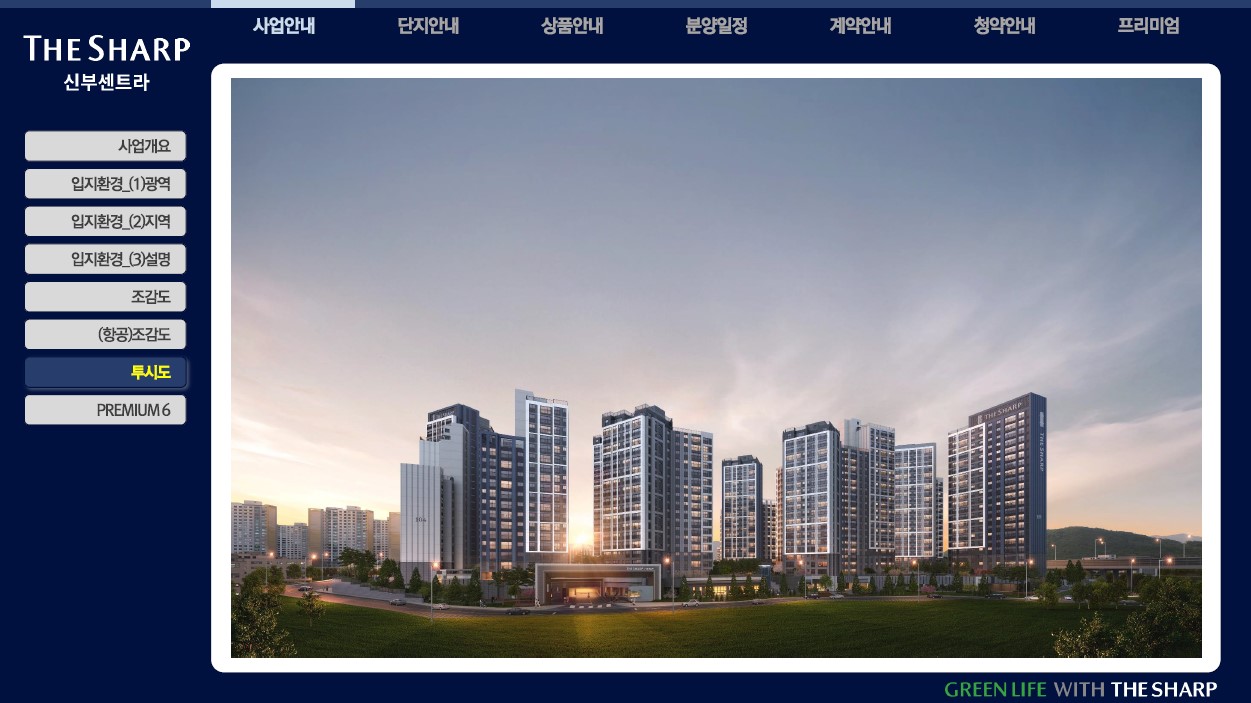 사업안내 단지안내 상품안내 분양일정 계약안내 청약안내 프리미엄
THE SHARP
신부센트라
사업개요
입지환경_(1)광역
입지환경_(2)지역
입지환경_(3)설명
조감도
(항공)조감도
투시도
PREMIUM 6
THE SHARP
THE SHARP
THE SHARP
GREEN LIFE WITH THE SHARP